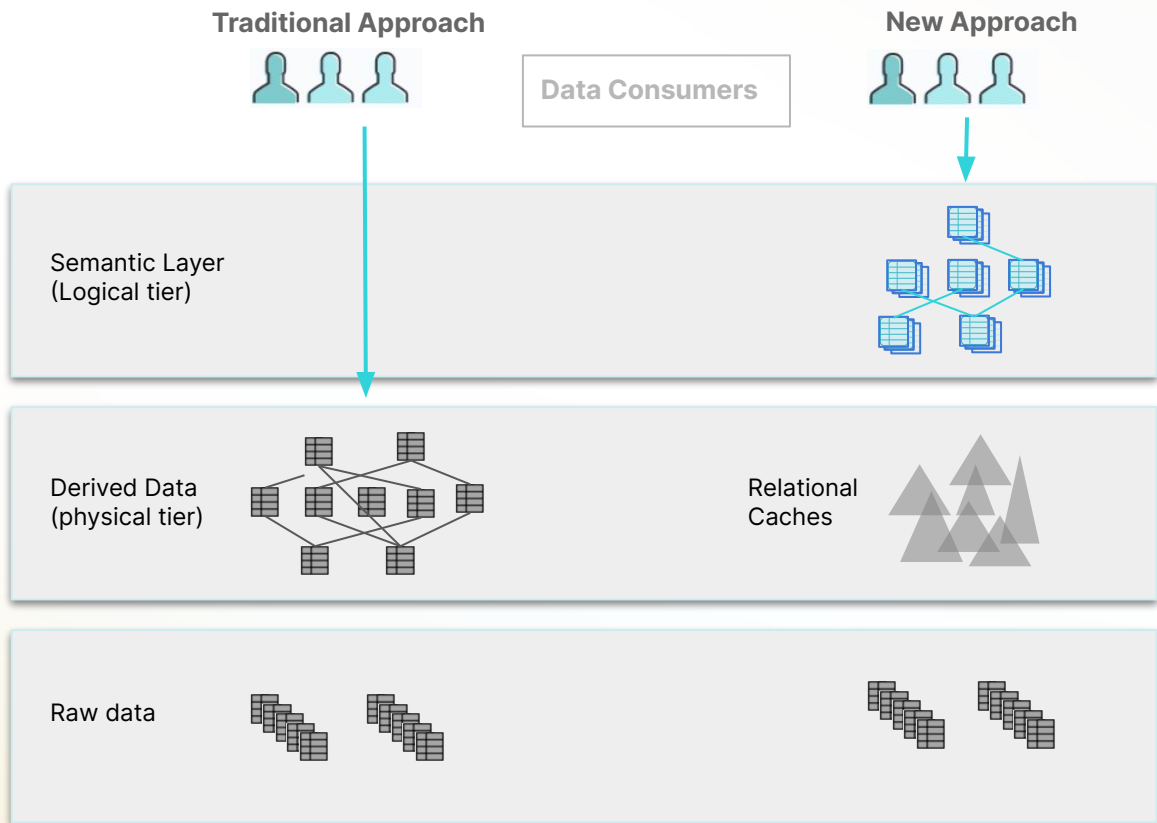 Traditional Approach
New Approach
Data Consumers
Semantic Layer
(Logical tier)
Derived Data
(physical tier)
Relational
Caches
Raw data